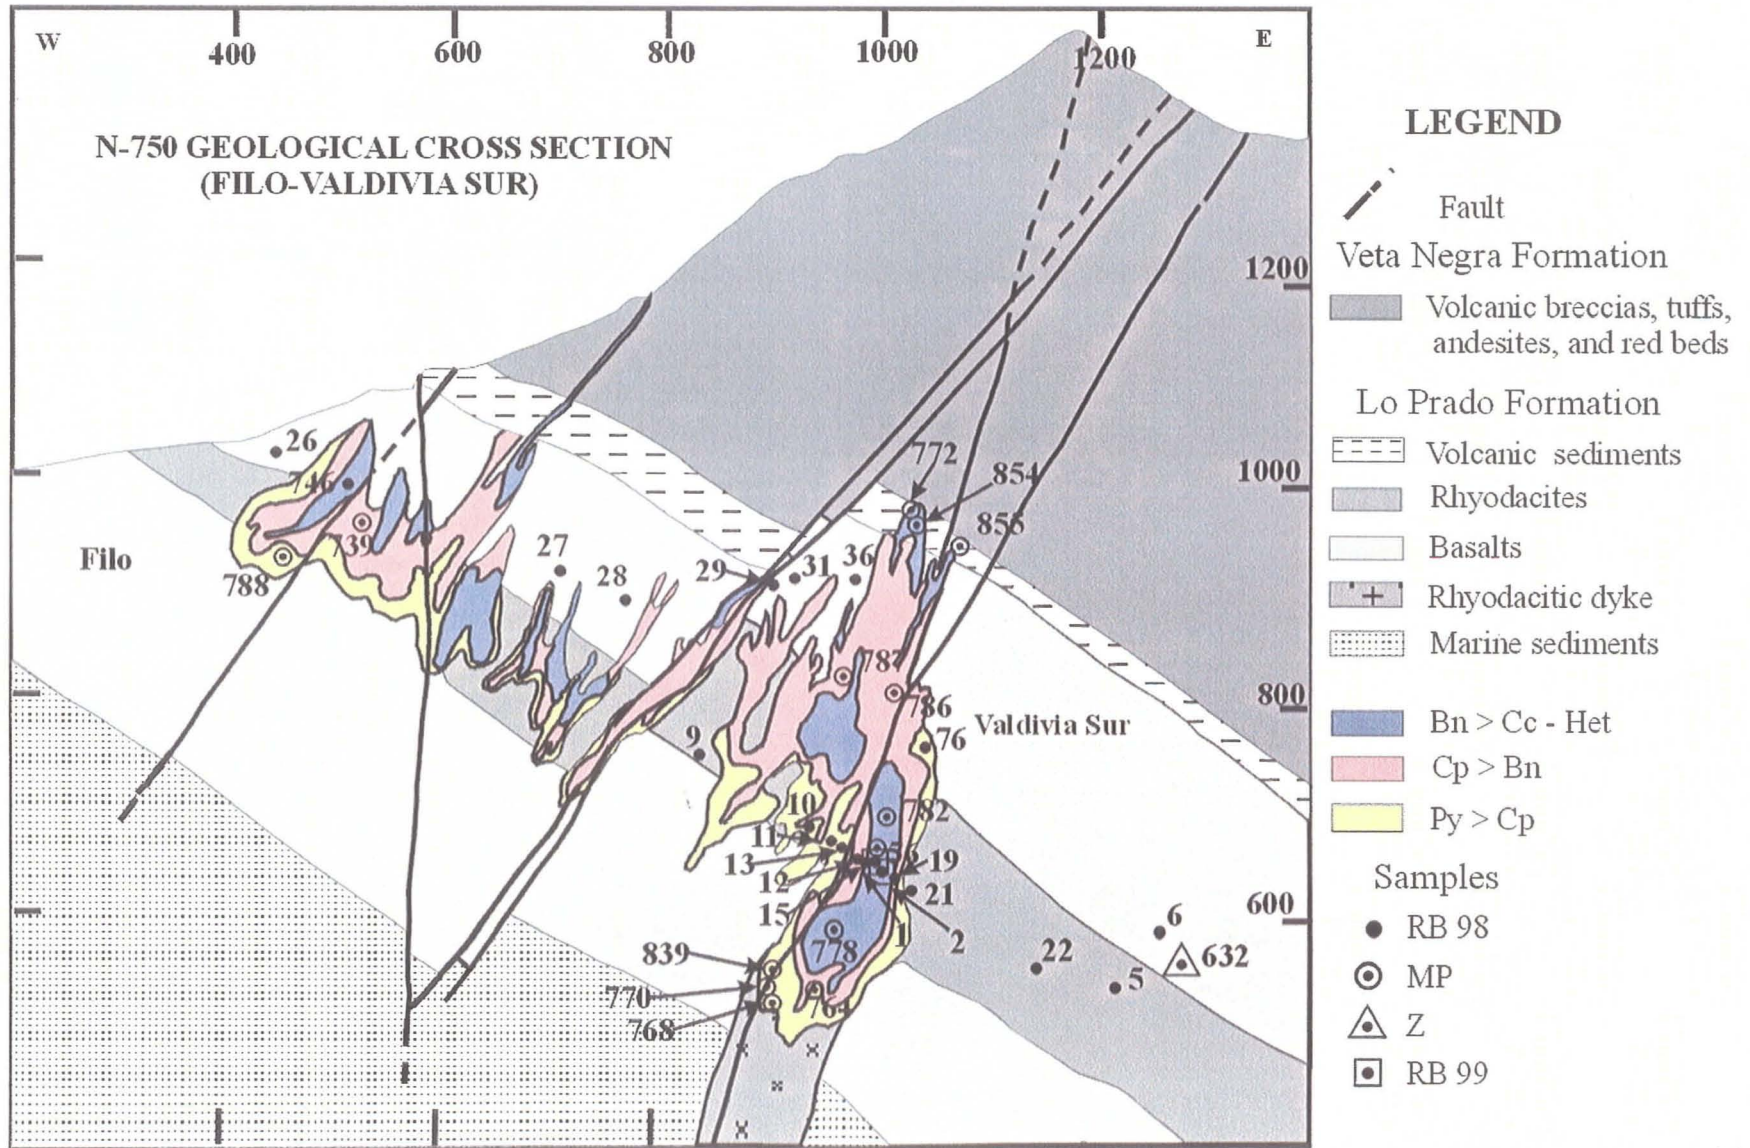 W
400
600
800
1000
1200
E
N-750 GEOLOGICAL CROSS SECTION
(FILO-VALDIVIA SUR)
1200
1000
800
600
26
746
739
788
Filo
27
28
29
31
36
772
854
855
787
786
76
Valdivia Sur
9
10
11
13
12
15
782
19
21
1
2
778
839
770
768
764
22
5
6
632
LEGEND
Fault
Veta Negra Formation
Volcanic breccias, tuffs,
andesites, and red beds
Lo Prado Formation
Volcanic sediments
Rhyodacites
Basalts
Rhyodacitic dyke
Marine sediments
Bn > Cc - Het
Cp > Bn
Py > Cp
Samples
RB 98
MP
Z
RB 99